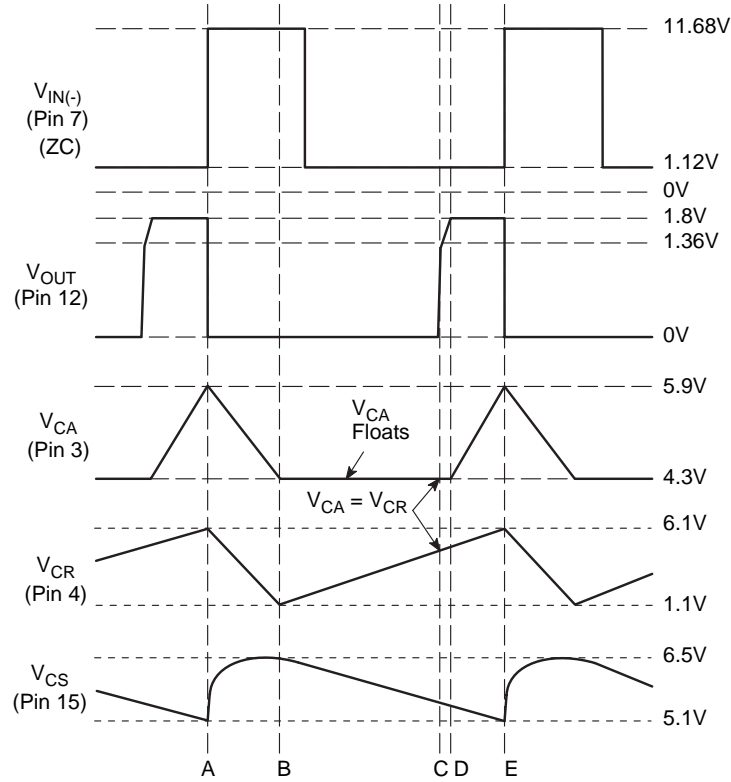 11.68V
V_IN(-)
(Pin 7)
(ZC)
1.12V
0V
1.8V
1.36V
V_OUT
(Pin 12)
0V
5.9V
V_CA
(Pin 3)
V_CA
Floats
4.3V
V_CA = V_CR
6.1V
V_CR
(Pin 4)
1.1V
6.5V
V_CS
(Pin 15)
5.1V
A B C D E